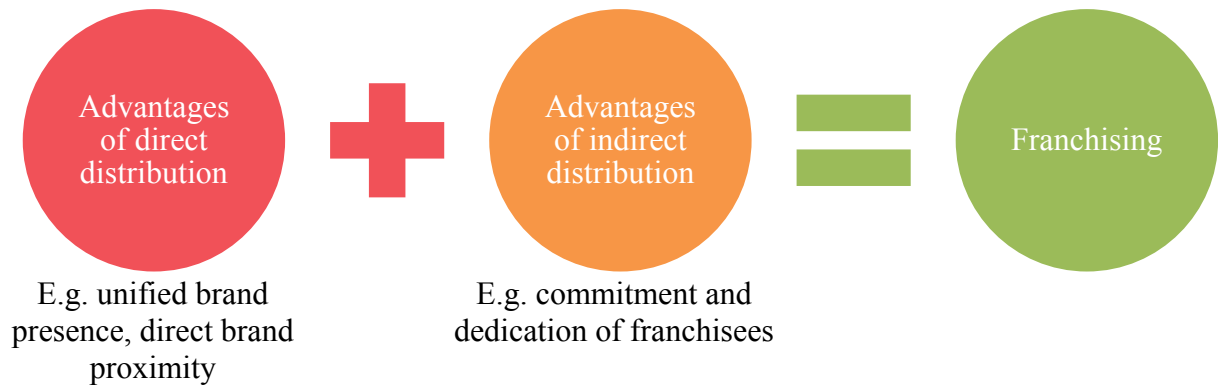 Advantages
of direct
distribution
Advantages
of indirect
distribution
Franchising
E.g. unified brand
presence, direct brand
proximity
E.g. commitment and
dedication of franchisees